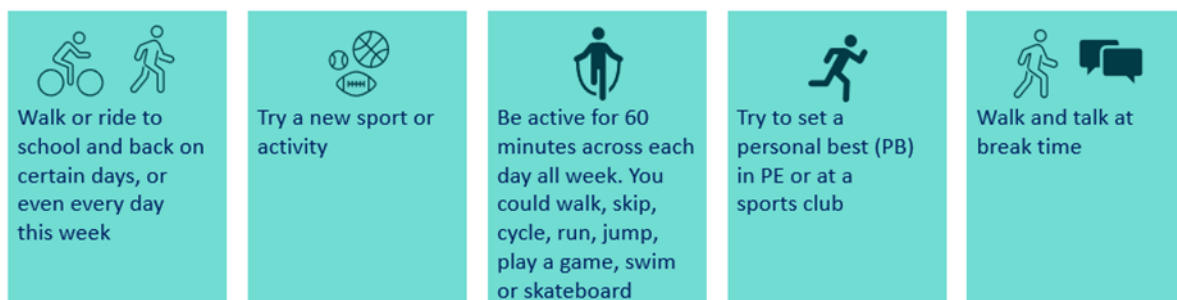 Walk or ride to
school and back on
certain days, or
even every day
this week
Try a new sport or
activity
Be active for 60
minutes across each
day all week. You
could walk, skip,
cycle, run, jump,
play a game, swim
or skateboard
Try to set a
personal best (PB)
in PE or at a
sports club
Walk and talk at
break time